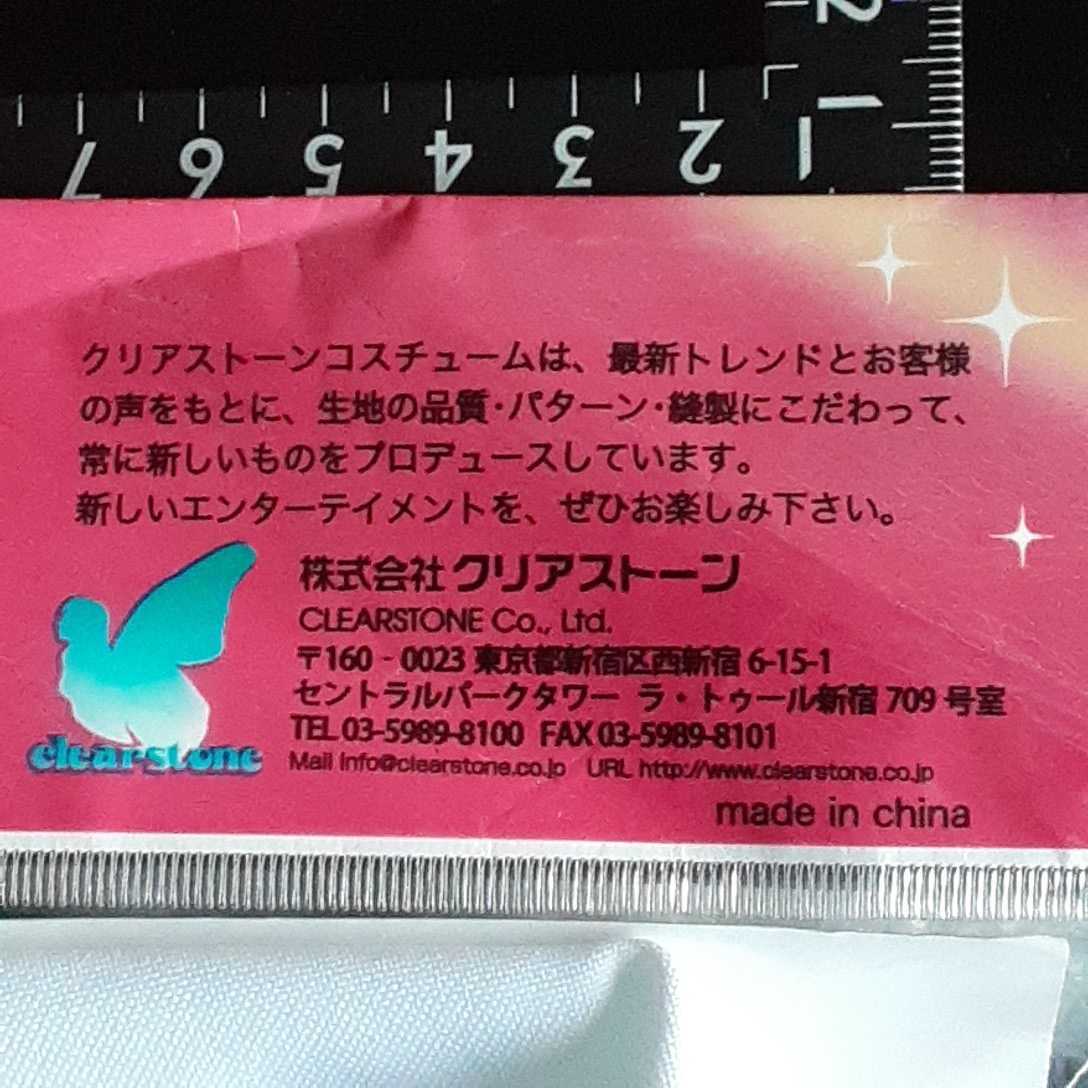 2
1
7 6 5 4 3 2 1
クリアストーンコスチュームは、最新トレンドとお客様
の声をもとに、生地の品質・パターン・縫製にこだわって、
常に新しいものをプロデュースしています。
新しいエンターテイメントを、ぜひお楽しみ下さい。
株式会社クリアストーン
CLEARSTONE Co., Ltd.
〒160-0023 東京都新宿区西新宿 6-15-1
セントラルパークタワー ラ・トゥール新宿 709 号室
TEL 03-5989-8100 FAX 03-5989-8101
Mail info@clearstone.co.jp URL http://www.clearstone.co.jp
clearstone
made in china